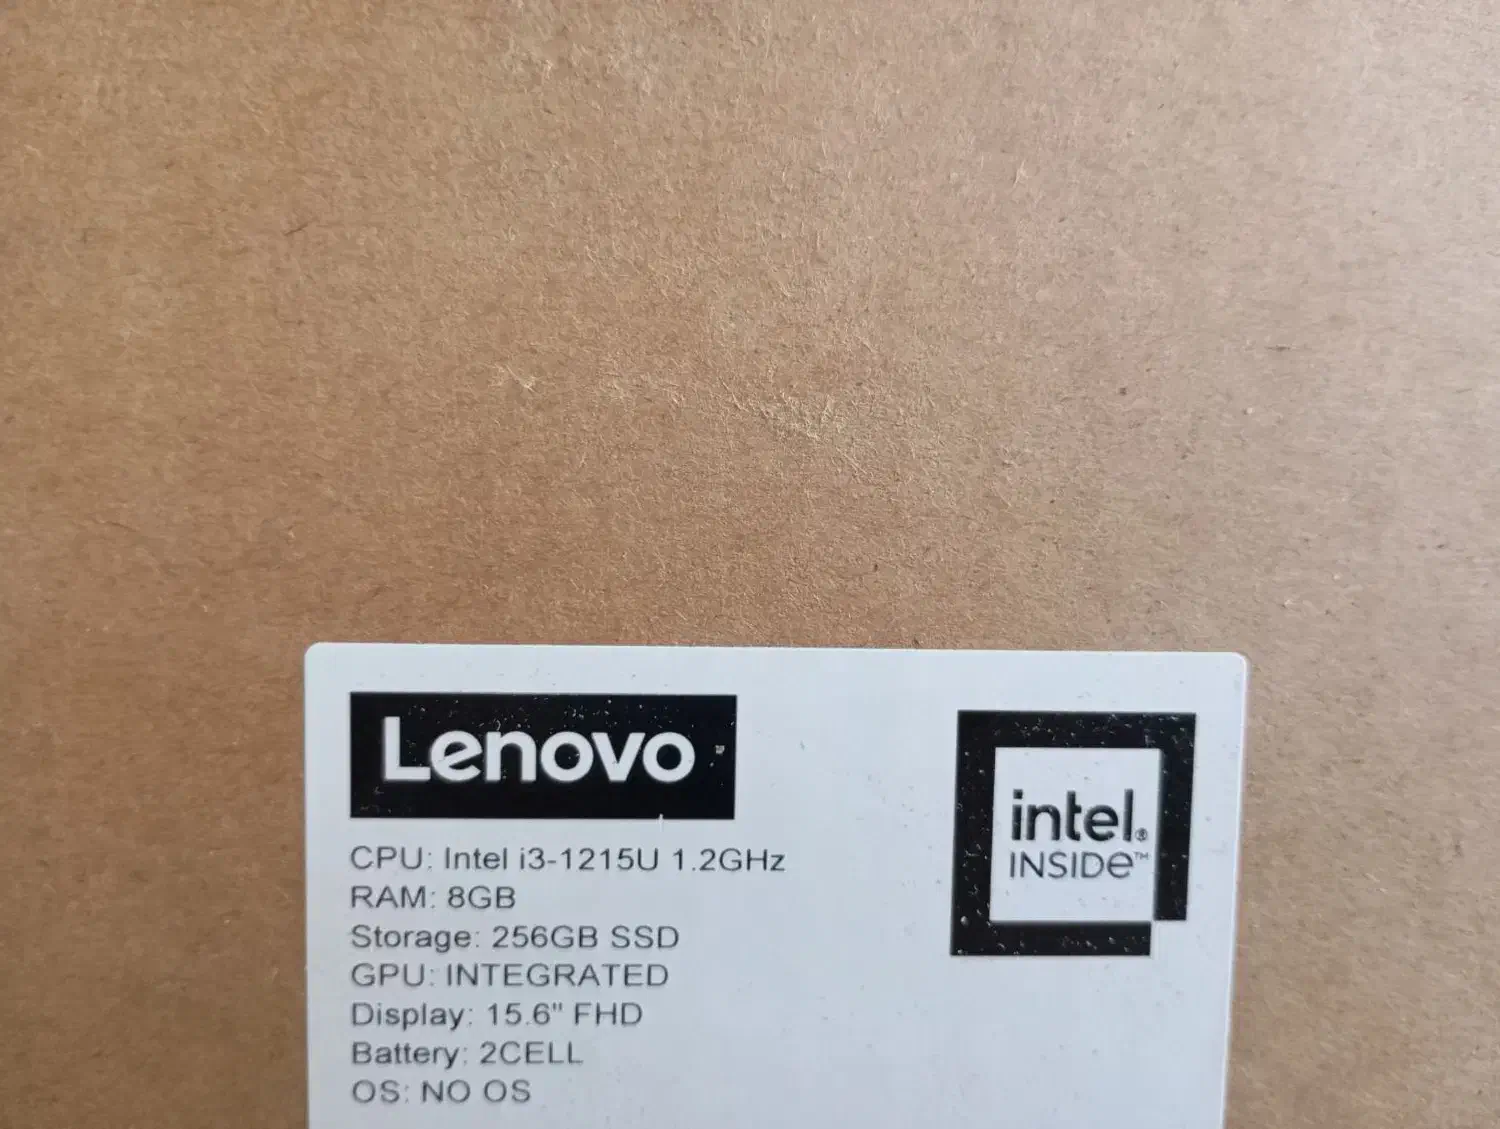 Lenovo
intel®
INSIDe™
CPU: Intel i3-1215U 1.2GHz
RAM: 8GB
Storage: 256GB SSD
GPU: INTEGRATED
Display: 15.6" FHD
Battery: 2CELL
OS: NO OS